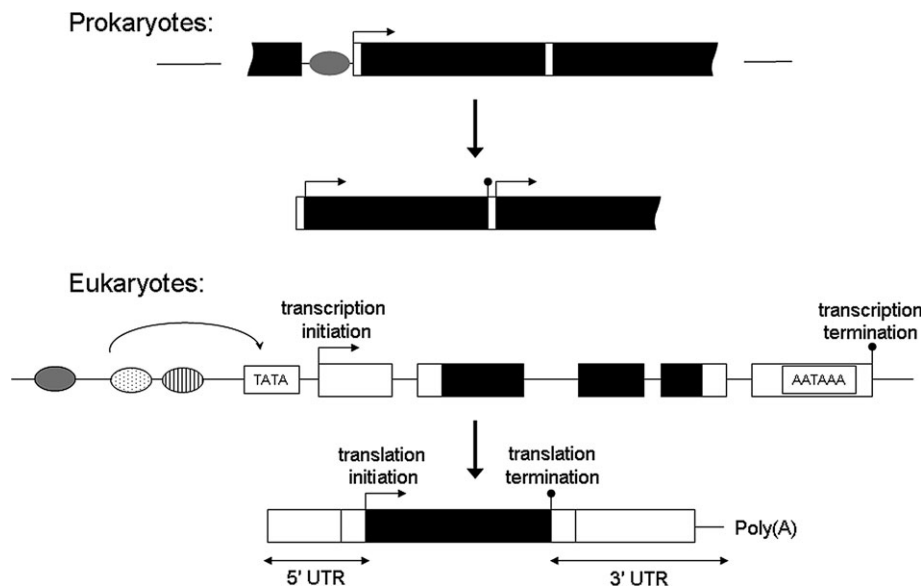 Prokaryotes:
Eukaryotes:
transcription
initiation
transcription
termination
TATA
AATAAA
translation
initiation
translation
termination
Poly(A)
5' UTR
3' UTR